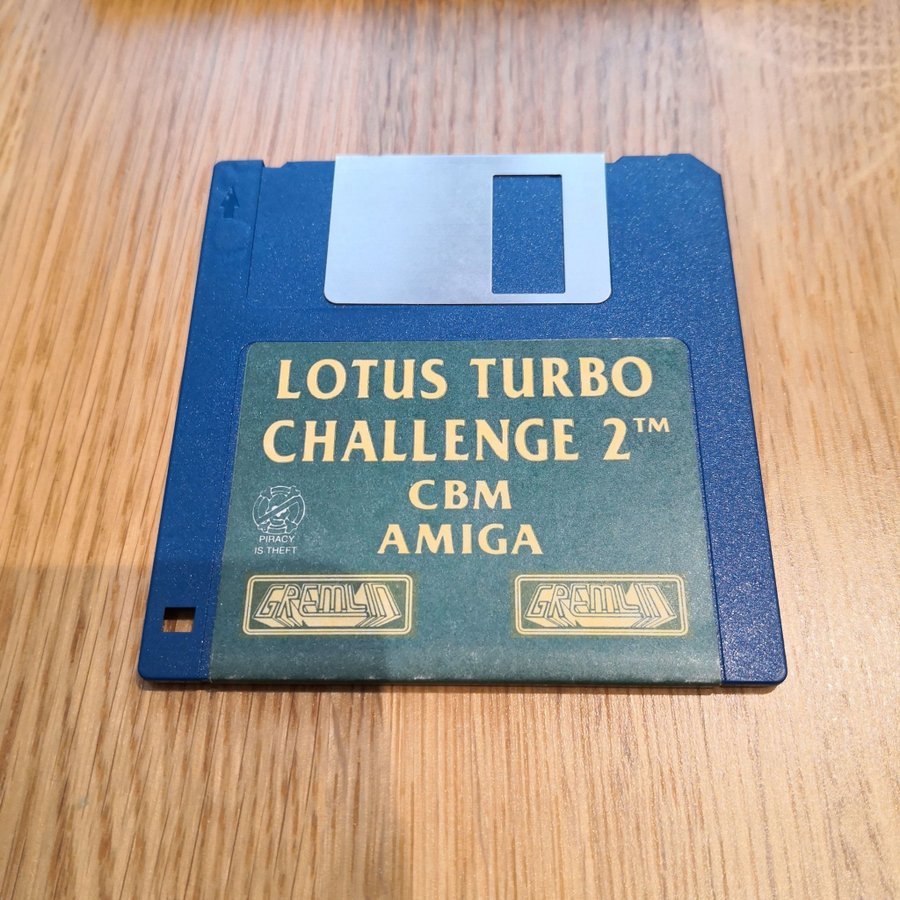 LOTUS TURBO
CHALLENGE 2™
CBM
AMIGA
PIRACY
IS THEFT
GREMLIN GREMLIN